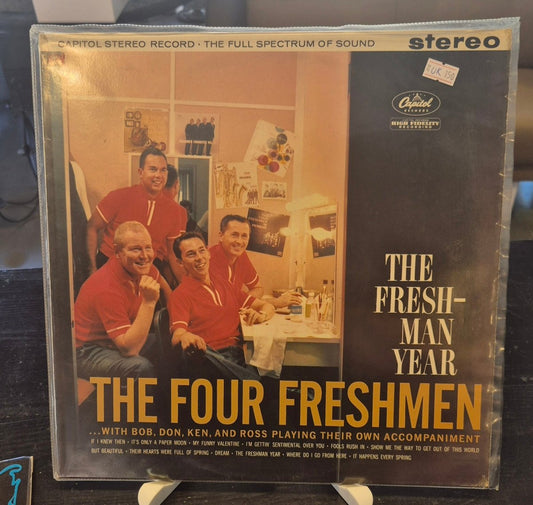 CAPITOL STEREO RECORD · THE FULL SPECTRUM OF SOUND
stereo
Capitol
RECORDS
HIGH FIDELITY
RECORDING
THE
FRESH-
MAN
YEAR
THE FOUR FRESHMEN
...WITH BOB, DON, KEN, AND ROSS PLAYING THEIR OWN ACCOMPANIMENT
IF I KNEW THEN · IT'S ONLY A PAPER MOON · MY FUNNY VALENTINE · I'M GETTIN' SENTIMENTAL OVER YOU · FOOLS RUSH IN · SHOW ME THE WAY TO GET OUT OF THIS WORLD
BUT BEAUTIFUL · THEIR HEARTS WERE FULL OF SPRING · DREAM · THE FRESHMAN YEAR · WHERE DO I GO FROM HERE · IT HAPPENS EVERY SPRING